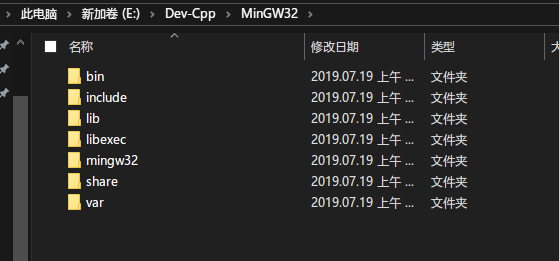 此电脑 › 新加卷 (E:) › Dev-Cpp › MinGW32 ›
名称 修改日期 类型 大
bin 2019.07.19 上午 ... 文件夹
include 2019.07.19 上午 ... 文件夹
lib 2019.07.19 上午 ... 文件夹
libexec 2019.07.19 上午 ... 文件夹
mingw32 2019.07.19 上午 ... 文件夹
share 2019.07.19 上午 ... 文件夹
var 2019.07.19 上午 ... 文件夹